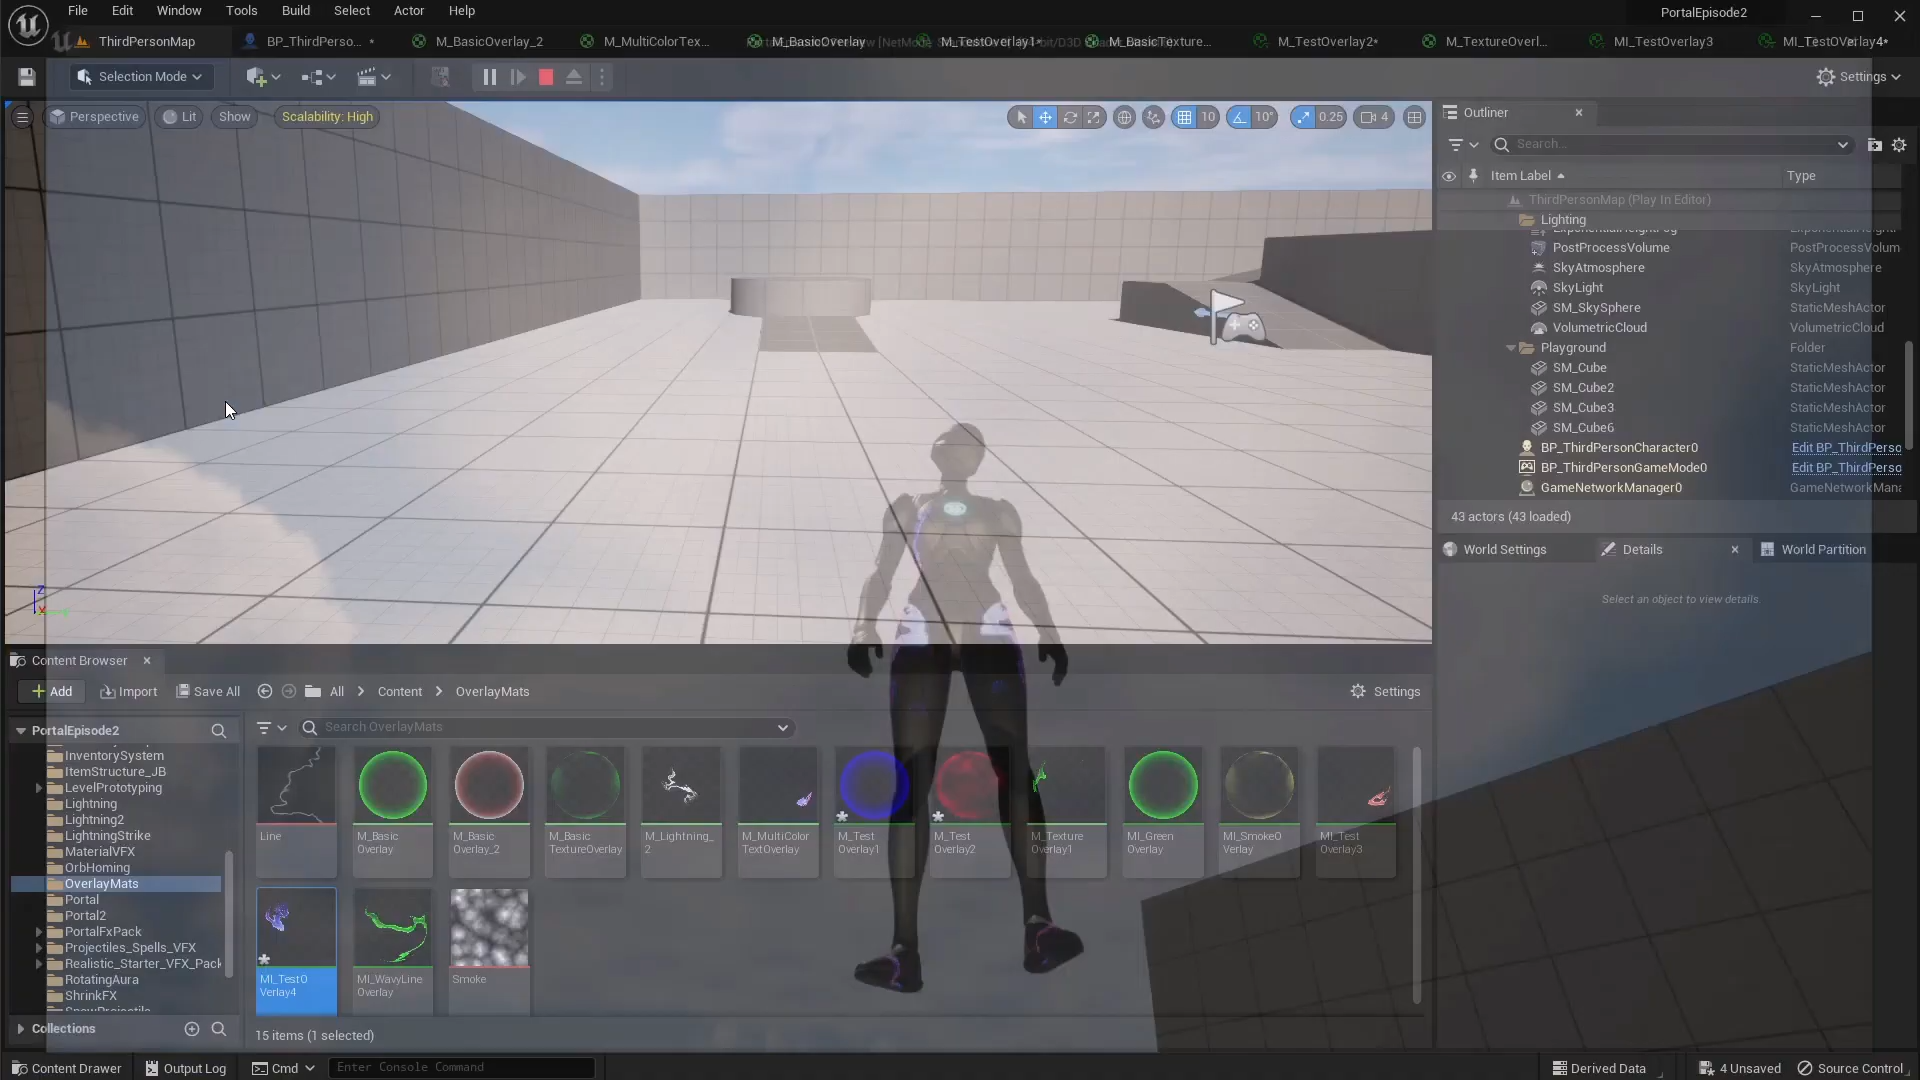 File Edit Window Tools Build Select Actor Help
PortalEpisode2
ThirdPersonMap
BP_ThirdPerso... *
M_BasicOverlay_2
M_MultiColorTex...
M_BasicOverlay
M_TestOverlay1*
M_BasicTexture...
M_TestOverlay2*
M_TextureOverl...
MI_TestOVerlay3
MI_TestOVerlay4*
Selection Mode
Settings
Perspective Lit Show Scalability: High
10 10° 0.25 4
Outliner
Search...
Item Label Type
ThirdPersonMap (Play In Editor)
Lighting
PostProcessVolume PostProcessVolum
SkyAtmosphere SkyAtmosphere
SkyLight SkyLight
SM_SkySphere StaticMeshActor
VolumetricCloud VolumetricCloud
Playground Folder
SM_Cube StaticMeshActor
SM_Cube2 StaticMeshActor
SM_Cube3 StaticMeshActor
SM_Cube6 StaticMeshActor
BP_ThirdPersonCharacter0 Edit BP_ThirdPerso
BP_ThirdPersonGameMode0 Edit BP_ThirdPerso
GameNetworkManager0 GameNetworkMana
43 actors (43 loaded)
World Settings Details World Partition
Select an object to view details.
Z
Content Browser
Add Import Save All All Content OverlayMats Settings
PortalEpisode2
Search OverlayMats
InventorySystem
ItemStructure_JB
LevelPrototyping
Lightning
Lightning2
LightningStrike
MaterialVFX
OrbHoming
OverlayMats
Portal
Portal2
PortalFxPack
Projectiles_Spells_VFX
Realistic_Starter_VFX_Pack
RotatingAura
ShrinkFX
Collections
Line
M_Basic
Overlay
M_Basic
Overlay_2
M_Basic
TextureOverlay
M_Lightning_
2
M_MultiColor
TextOverlay
M_Test
Overlay1
M_Test
Overlay2
M_Texture
Overlay1
MI_Green
Overlay
MI_SmokeO
Verlay
MI_Test
Overlay3
MI_TestO
Verlay4
MI_WavyLine
Overlay
Smoke
15 items (1 selected)
Content Drawer Output Log Cmd Enter Console Command
Derived Data 4 Unsaved Source Control